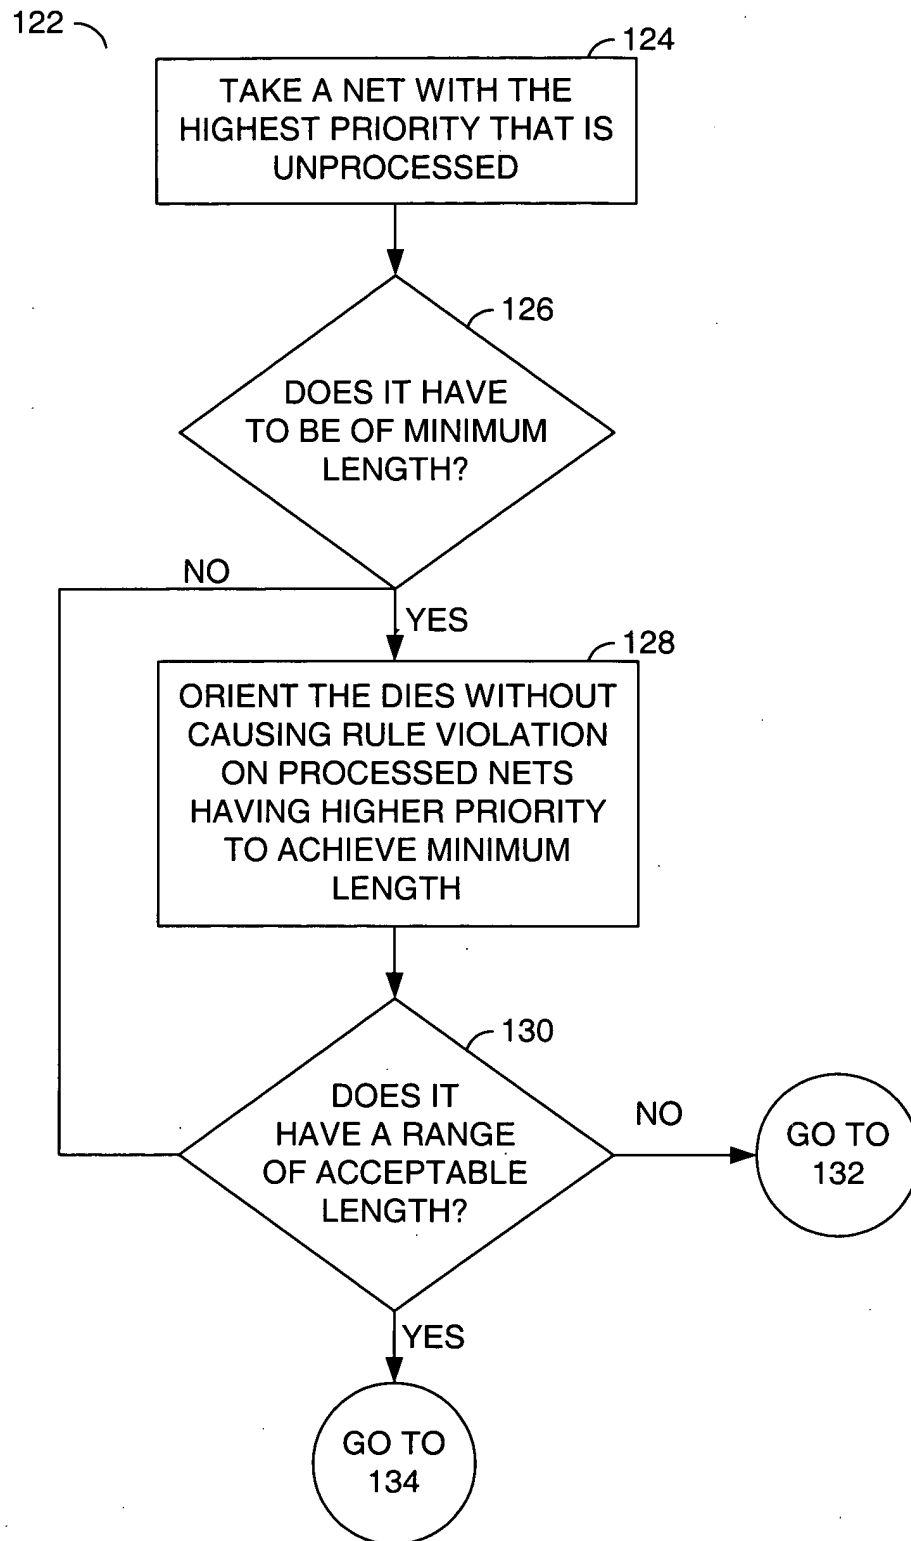 122
124
TAKE A NET WITH THE
HIGHEST PRIORITY THAT IS
UNPROCESSED
126
DOES IT HAVE
TO BE OF MINIMUM
LENGTH?
NO
YES
128
ORIENT THE DIES WITHOUT
CAUSING RULE VIOLATION
ON PROCESSED NETS
HAVING HIGHER PRIORITY
TO ACHIEVE MINIMUM
LENGTH
130
DOES IT
HAVE A RANGE
OF ACCEPTABLE
LENGTH?
NO
GO TO
132
YES
GO TO
134